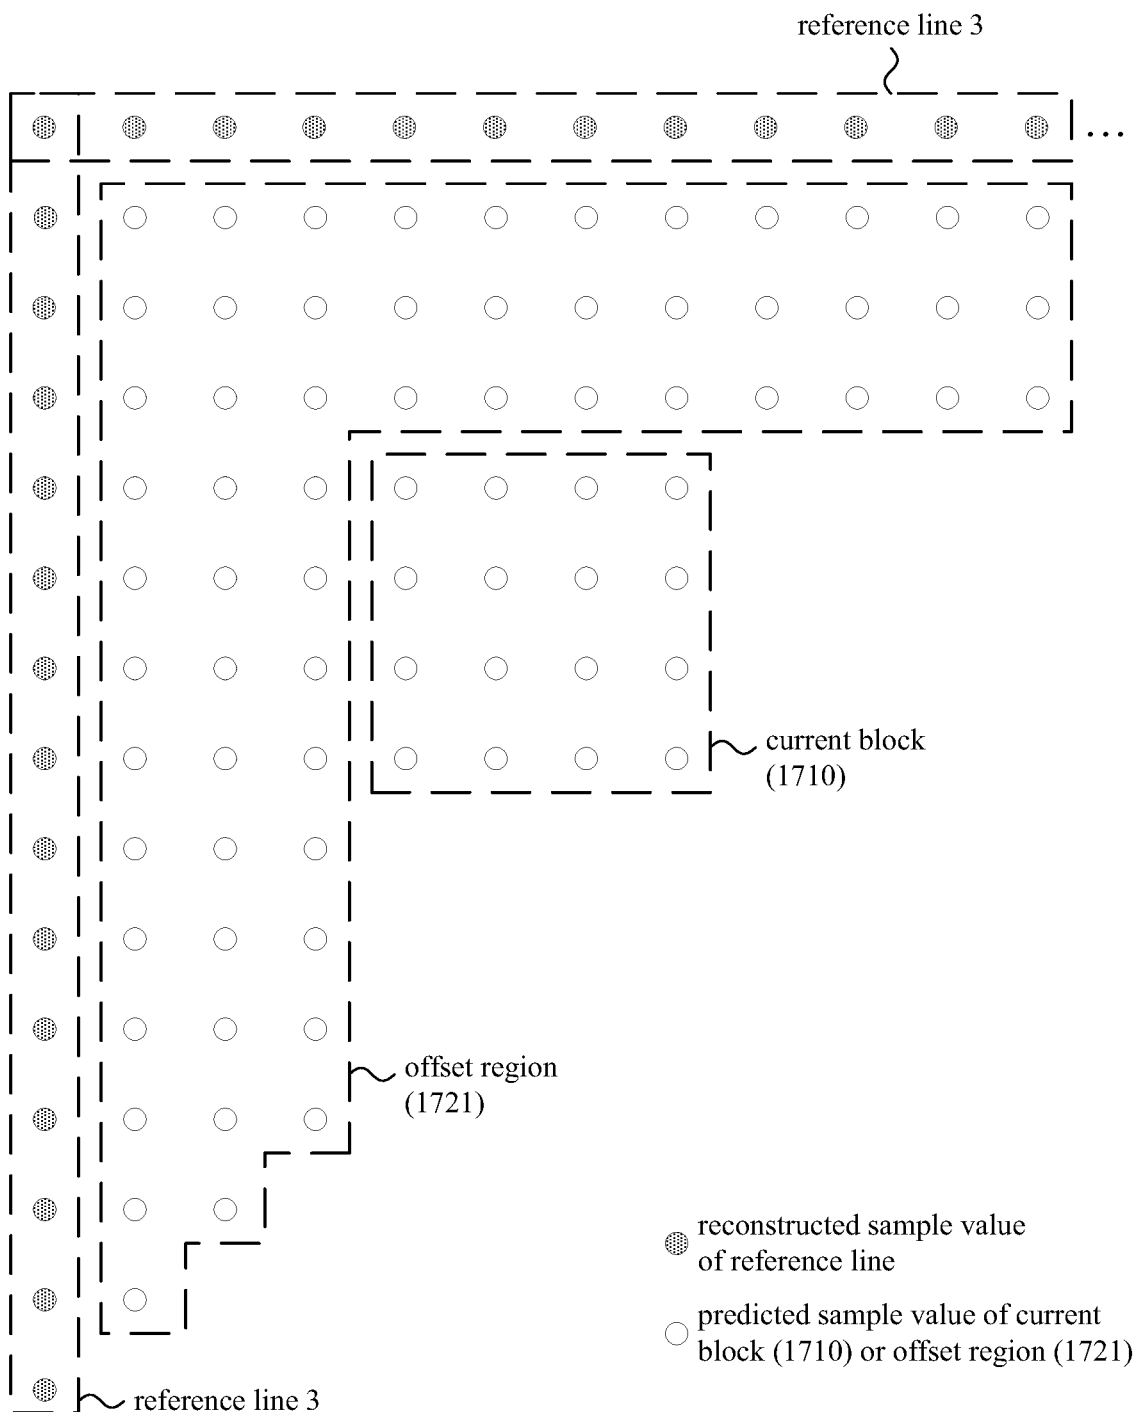 reference line 3
...
current block
(1710)
offset region
(1721)
reconstructed sample value
of reference line
predicted sample value of current
block (1710) or offset region (1721)
reference line 3